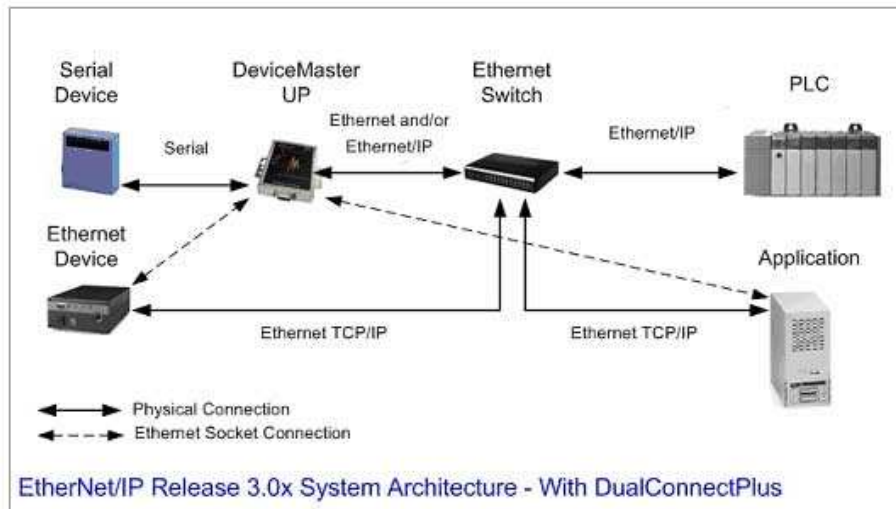 Serial
Device
DeviceMaster
UP
Ethernet
Switch
PLC
Serial
Ethernet and/or
Ethernet/IP
Ethernet/IP
Ethernet
Device
Application
Ethernet TCP/IP
Ethernet TCP/IP
Physical Connection
Ethernet Socket Connection
EtherNet/IP Release 3.0x System Architecture - With DualConnectPlus